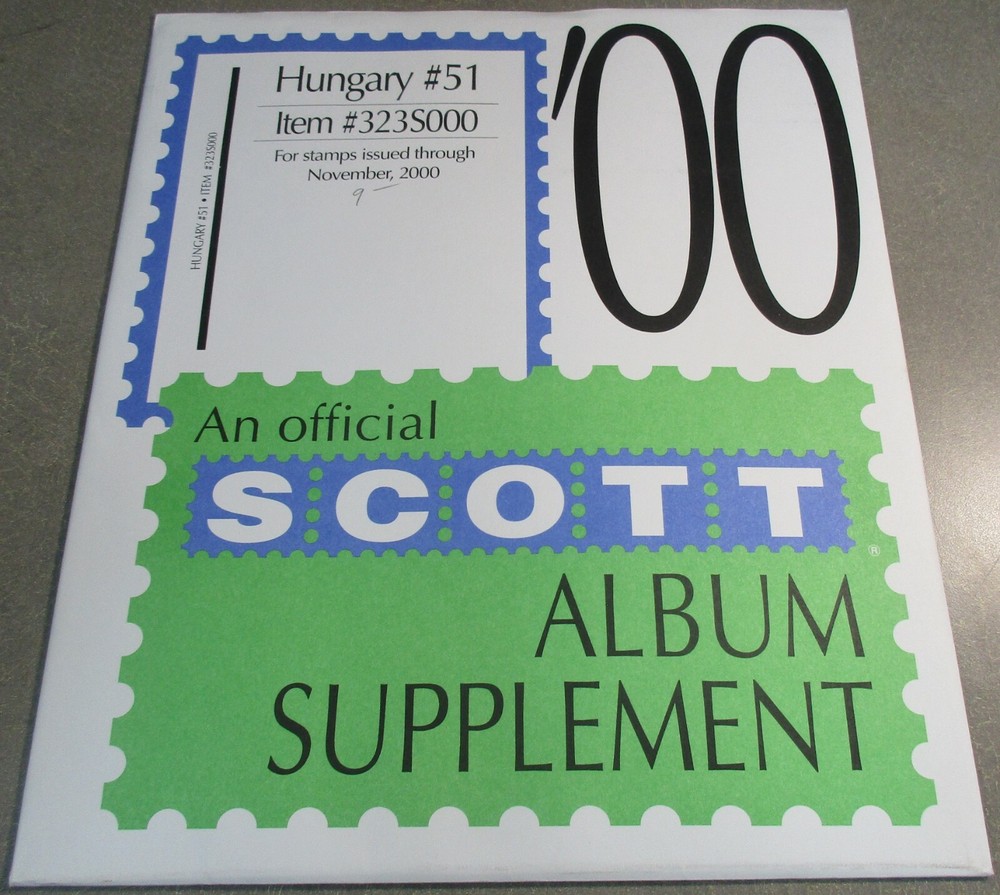 Hungary #51
Item #323S000
For stamps issued through
November, 2000
9 —
HUNGARY #51 • ITEM #323S000
'00
An official
SCOTT®
ALBUM
SUPPLEMENT